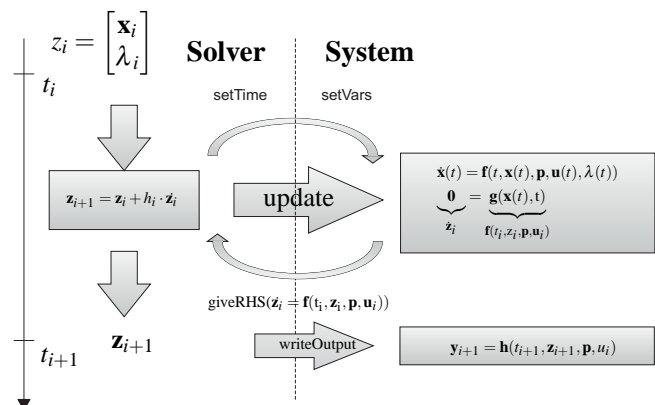 z_i = [x_i λ_i]
Solver System
t_i
setTime setVars
z_{i+1} = z_i + h_i · ż_i
update
ẋ(t) = f(t, x(t), p, u(t), λ(t))
0 = g(x(t), t)
ż_i f(t_i, z_i, p, u_i)
giveRHS(ż_i = f(t_i, z_i, p, u_i))
z_{i+1}
t_{i+1}
writeOutput
y_{i+1} = h(t_{i+1}, z_{i+1}, p, u_i)